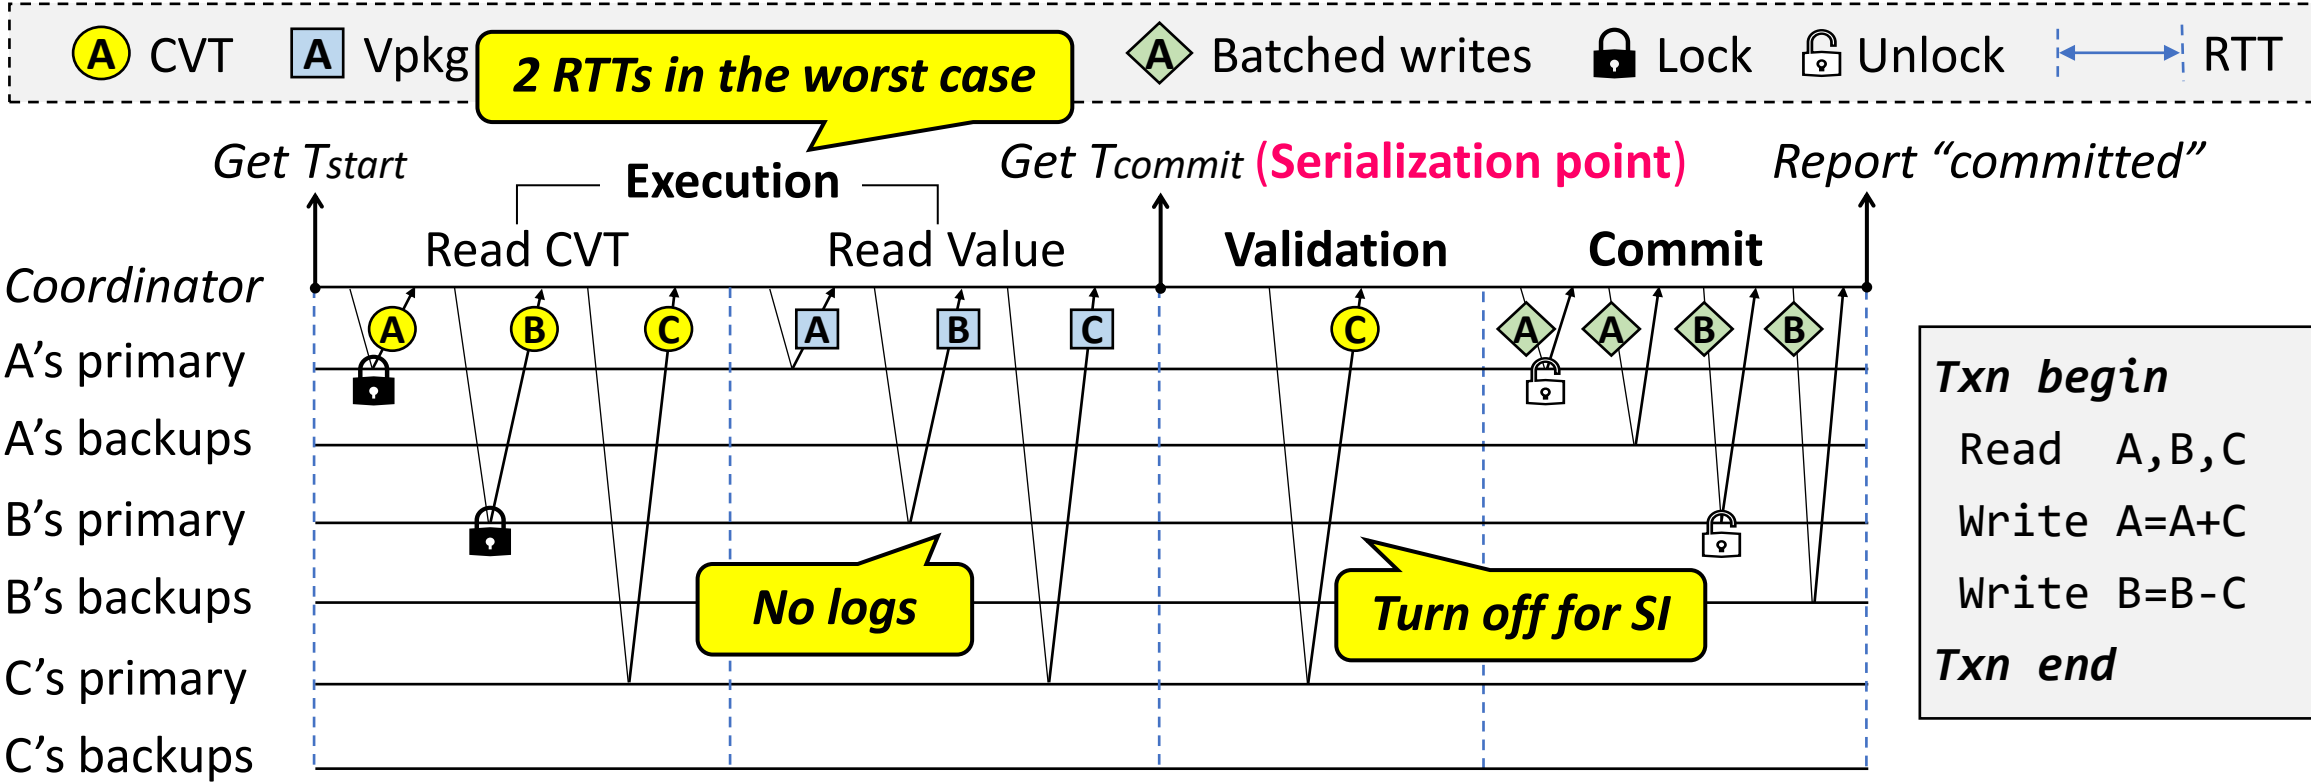 A CVT A Vpkg 2 RTTs in the worst case A Batched writes Lock Unlock RTT
Get Tstart Execution Get Tcommit (Serialization point) Report “committed”
Read CVT Read Value Validation Commit
Coordinator
A B C A B C C A A B B
A’s primary
A’s backups
B’s primary
B’s backups
C’s primary
C’s backups
No logs
Turn off for SI
Txn begin
Read A,B,C
Write A=A+C
Write B=B-C
Txn end